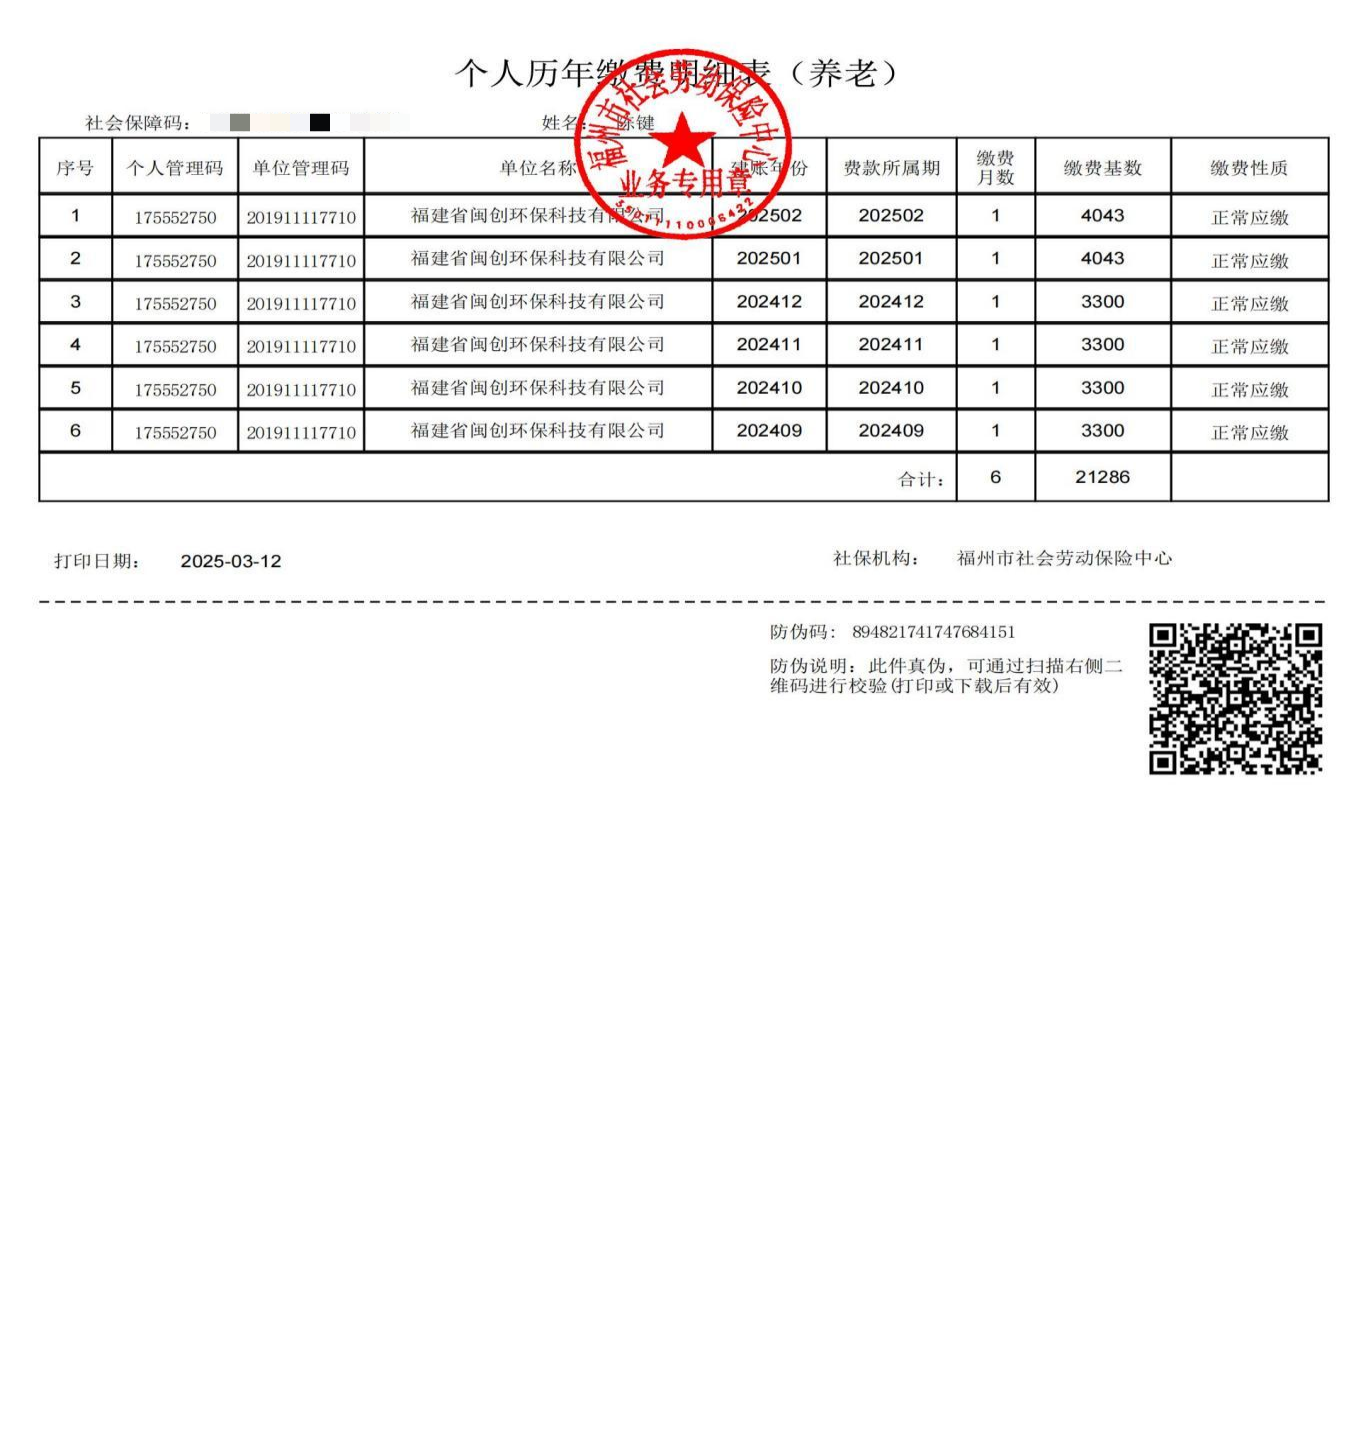 个人历年缴费明细表（养老）
社会保障码：
姓名：陈键
序号 个人管理码 单位管理码 单位名称 建账年份 费款所属期 缴费月数 缴费基数 缴费性质
1 175552750 201911117710 福建省闽创环保科技有限公司 202502 202502 1 4043 正常应缴
2 175552750 201911117710 福建省闽创环保科技有限公司 202501 202501 1 4043 正常应缴
3 175552750 201911117710 福建省闽创环保科技有限公司 202412 202412 1 3300 正常应缴
4 175552750 201911117710 福建省闽创环保科技有限公司 202411 202411 1 3300 正常应缴
5 175552750 201911117710 福建省闽创环保科技有限公司 202410 202410 1 3300 正常应缴
6 175552750 201911117710 福建省闽创环保科技有限公司 202409 202409 1 3300 正常应缴
合计： 6 21286
福州市社会劳动保险中心
业务专用章
打印日期： 2025-03-12
社保机构： 福州市社会劳动保险中心
防伪码： 894821741747684151
防伪说明：此件真伪，可通过扫描右侧二
维码进行校验(打印或下载后有效)